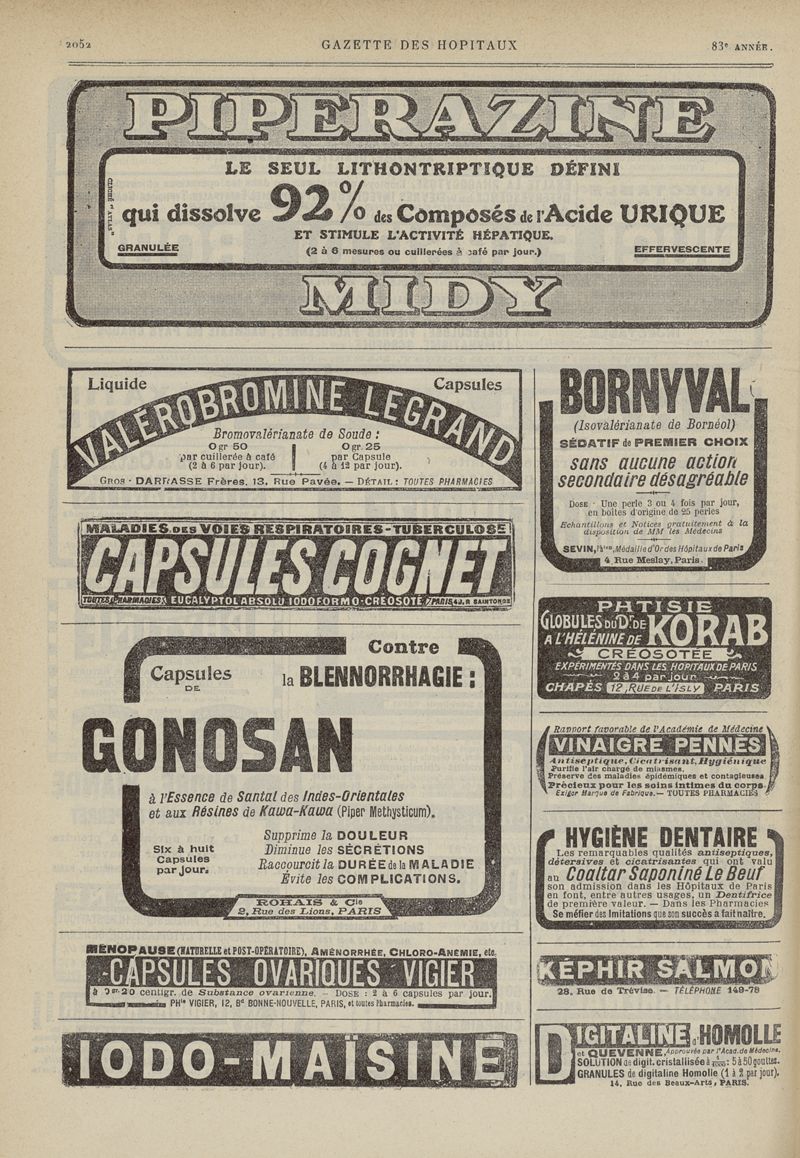 2052
GAZETTE DES HOPITAUX
83e ANNÉE.
PIPERAZINE
LE SEUL LITHONTRIPTIQUE DÉFINI
qui dissolve 92% des Composés de l'Acide URIQUE
ET STIMULE L'ACTIVITÉ HÉPATIQUE.
GRANULÉE
(2 à 6 mesures ou cuillerées à café par jour.)
EFFERVESCENTE
MIDY
Liquide
Capsules
VALÉROBROMINE LEGRAND
Bromovalérianate de Soude :
0 gr 50
par cuillerée à café
(2 à 6 par jour).
0 gr. 25
par Capsule
(4 à 12 par jour).
GROS · DARRASSE Frères. 13, Rue Pavée. — DÉTAIL : TOUTES PHARMACIES
MALADIES DES VOIES RESPIRATOIRES - TUBERCULOSE
CAPSULES COGNET
TOUTES PHARMACIES EUCALYPTOL ABSOLU IODOFORMO-CRÉOSOTÉ PARIS, 43, R. SAINTONGE
Contre
Capsules
DE
la BLENNORRHAGIE :
GONOSAN
à l'Essence de Santal des Indes-Orientales
et aux Résines de Kawa-Kawa (Piper Methysticum).
Six à huit
Capsules
par jour.
Supprime la DOULEUR
Diminue les SÉCRÉTIONS
Raccourcit la DURÉE de la MALADIE
Évite les COMPLICATIONS.
ROHAIS & Cie
2, Rue des Lions, PARIS
MÉNOPAUSE (NATURELLE et POST-OPÉRATOIRE), AMÉNORRHÉE, CHLORO-ANÉMIE, etc.
CAPSULES OVARIQUES VIGIER
à 0gr 20 centigr. de Substance ovarienne. — DOSE : 2 à 6 capsules par jour.
PHie VIGIER, 12, Bd BONNE-NOUVELLE, PARIS, et toutes Pharmacies.
IODO-MAÏSINE
BORNYVAL
(Isovalérianate de Bornéol)
SÉDATIF de PREMIER CHOIX
sans aucune action
secondaire désagréable
DOSE · Une perle 3 ou 4 fois par jour,
en boîtes d'origine de 25 perles
Echantillons et Notices gratuitement à la
disposition de MM les Médecins
SEVIN, Médaille d'Or des Hôpitaux de Paris
4, Rue Meslay, Paris.
PHTISIE
GLOBULES DU Dr. DE
A L'HÉLÉNINE DE
KORAB
CRÉOSOTÉE
EXPÉRIMENTÉS DANS LES HOPITAUX DE PARIS
2 à 4 par jour
CHAPÈS 12, RUE DE L'ISLY PARIS
Rapport favorable de l'Académie de Médecine
VINAIGRE PENNÈS
Antiseptique, Cicatrisant, Hygiénique
Purifie l'air chargé de miasmes.
Préserve des maladies épidémiques et contagieuses
Précieux pour les soins intimes du corps
Exiger Marque de Fabrique. — TOUTES PHARMACIES
HYGIÈNE DENTAIRE
Les remarquables qualités antiseptiques,
détersives et cicatrisantes qui ont valu
au Coaltar Saponiné Le Beuf
son admission dans les Hôpitaux de Paris
en font, entre autres usages, un Dentifrice
de première valeur. — Dans les Pharmacies
Se méfier des Imitations que son succès a fait naître.
KÉPHIR SALMON
28, Rue de Trévise. — TÉLÉPHONE 149-78
DIGITALINE d'HOMOLLE
et QUEVENNE, Approuvée par l'Acad. de Médecine.
SOLUTION de digit. cristallisée à 1/1000 : 5 à 50 gouttes.
GRANULES de digitaline Homolle (1 à 2 par jour).
14, Rue des Beaux-Arts, PARIS.